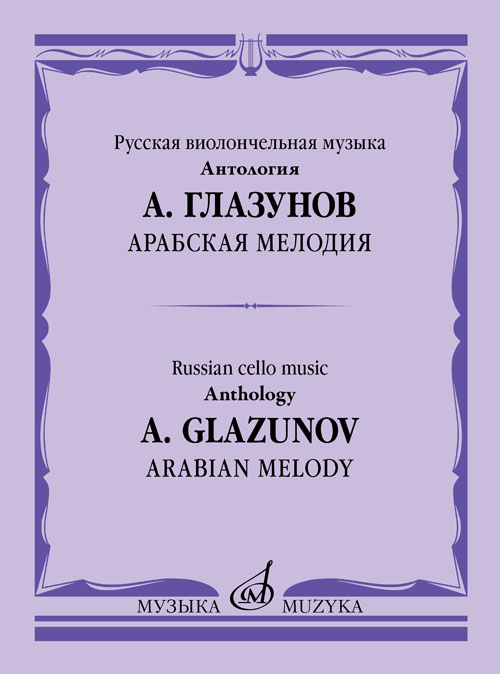 Русская виолончельная музыка
Антология
А. ГЛАЗУНОВ
АРАБСКАЯ МЕЛОДИЯ
Russian cello music
Anthology
A. GLAZUNOV
ARABIAN MELODY
МУЗЫКА М MUZYKA